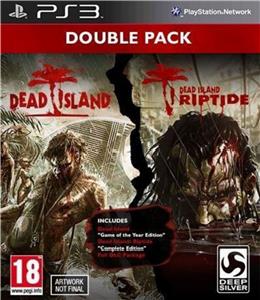 PS3
PlayStation Network
DOUBLE PACK
DEAD ISLAND
DEAD ISLAND
RIPTIDE
INCLUDES
Dead Island
"Game of the Year Edition"
Dead Island: Riptide
"Complete Edition"
Full DLC Package
18
www.pegi.info
ARTWORK
NOT FINAL
DEEP
SILVER